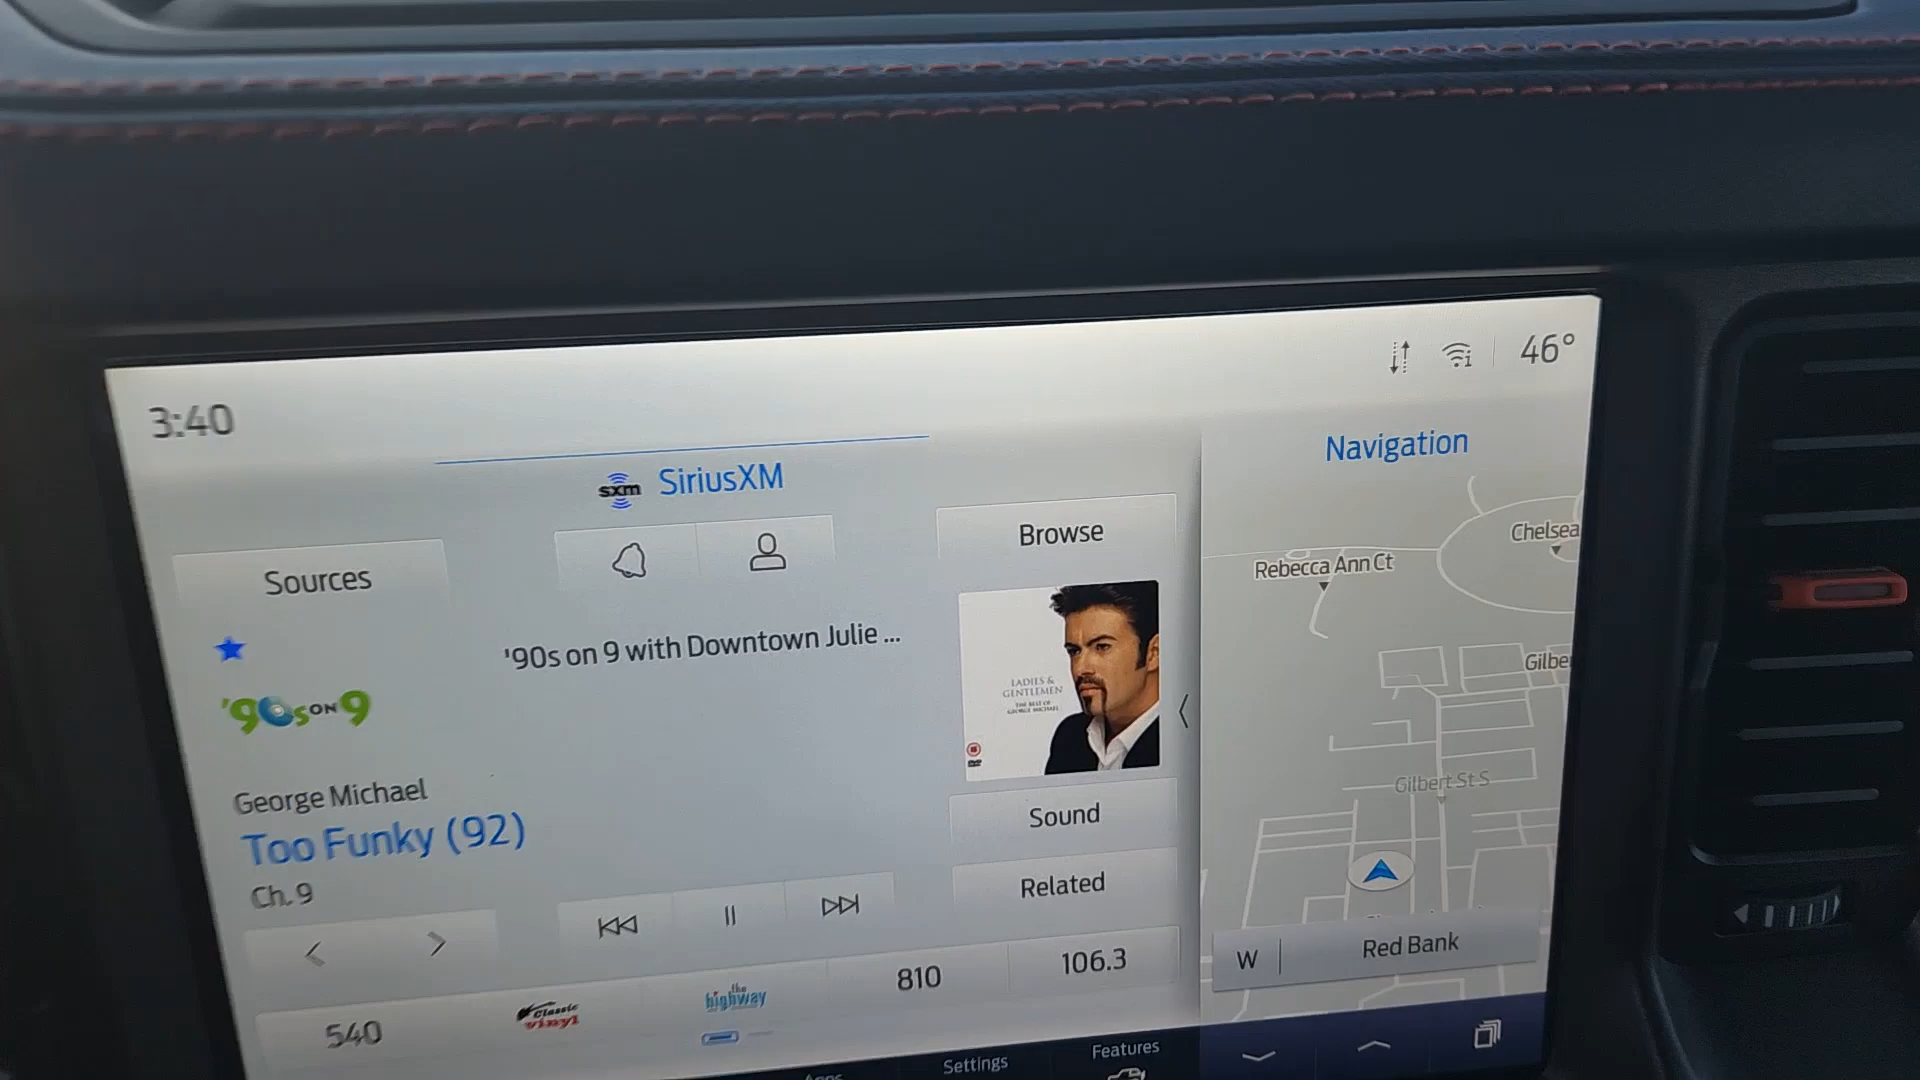 3:40
46°
sxm SiriusXM
Navigation
Sources
Browse
'90s on 9 with Downtown Julie ...
'90s ON 9
LADIES &
GENTLEMEN
THE BEST OF
GEORGE MICHAEL
George Michael
Too Funky (92)
Ch. 9
Sound
Related
540
Classic
vinyl
the
highway
810
106.3
Chelsea
Rebecca Ann Ct
Gilbe
Gilbert St S
W
Red Bank
Settings
Features